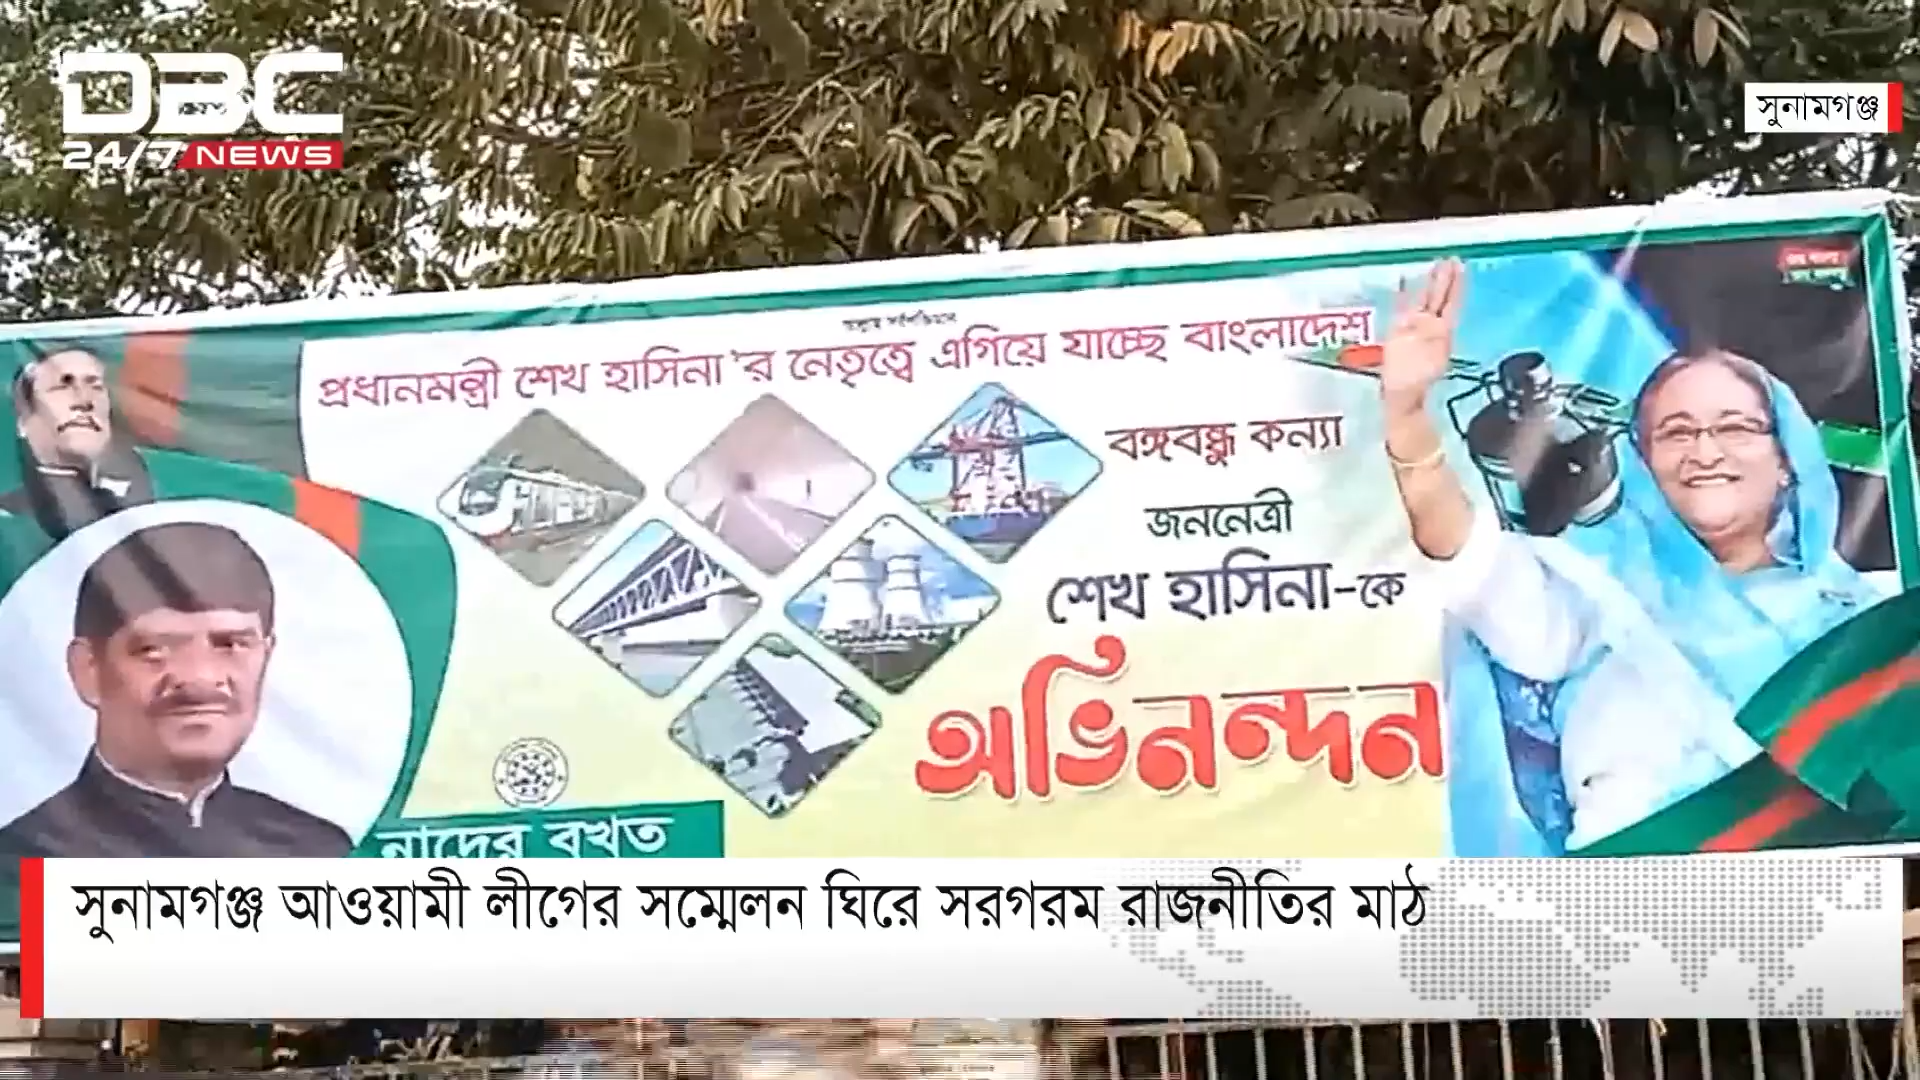 DBC
24/7 NEWS
সুনামগঞ্জ
প্রধানমন্ত্রী শেখ হাসিনা'র নেতৃত্বে এগিয়ে যাচ্ছে বাংলাদেশ
বঙ্গবন্ধু কন্যা
জননেত্রী
শেখ হাসিনা-কে
অভিনন্দন
নাদের বখত
সুনামগঞ্জ আওয়ামী লীগের সম্মেলন ঘিরে সরগরম রাজনীতির মাঠ